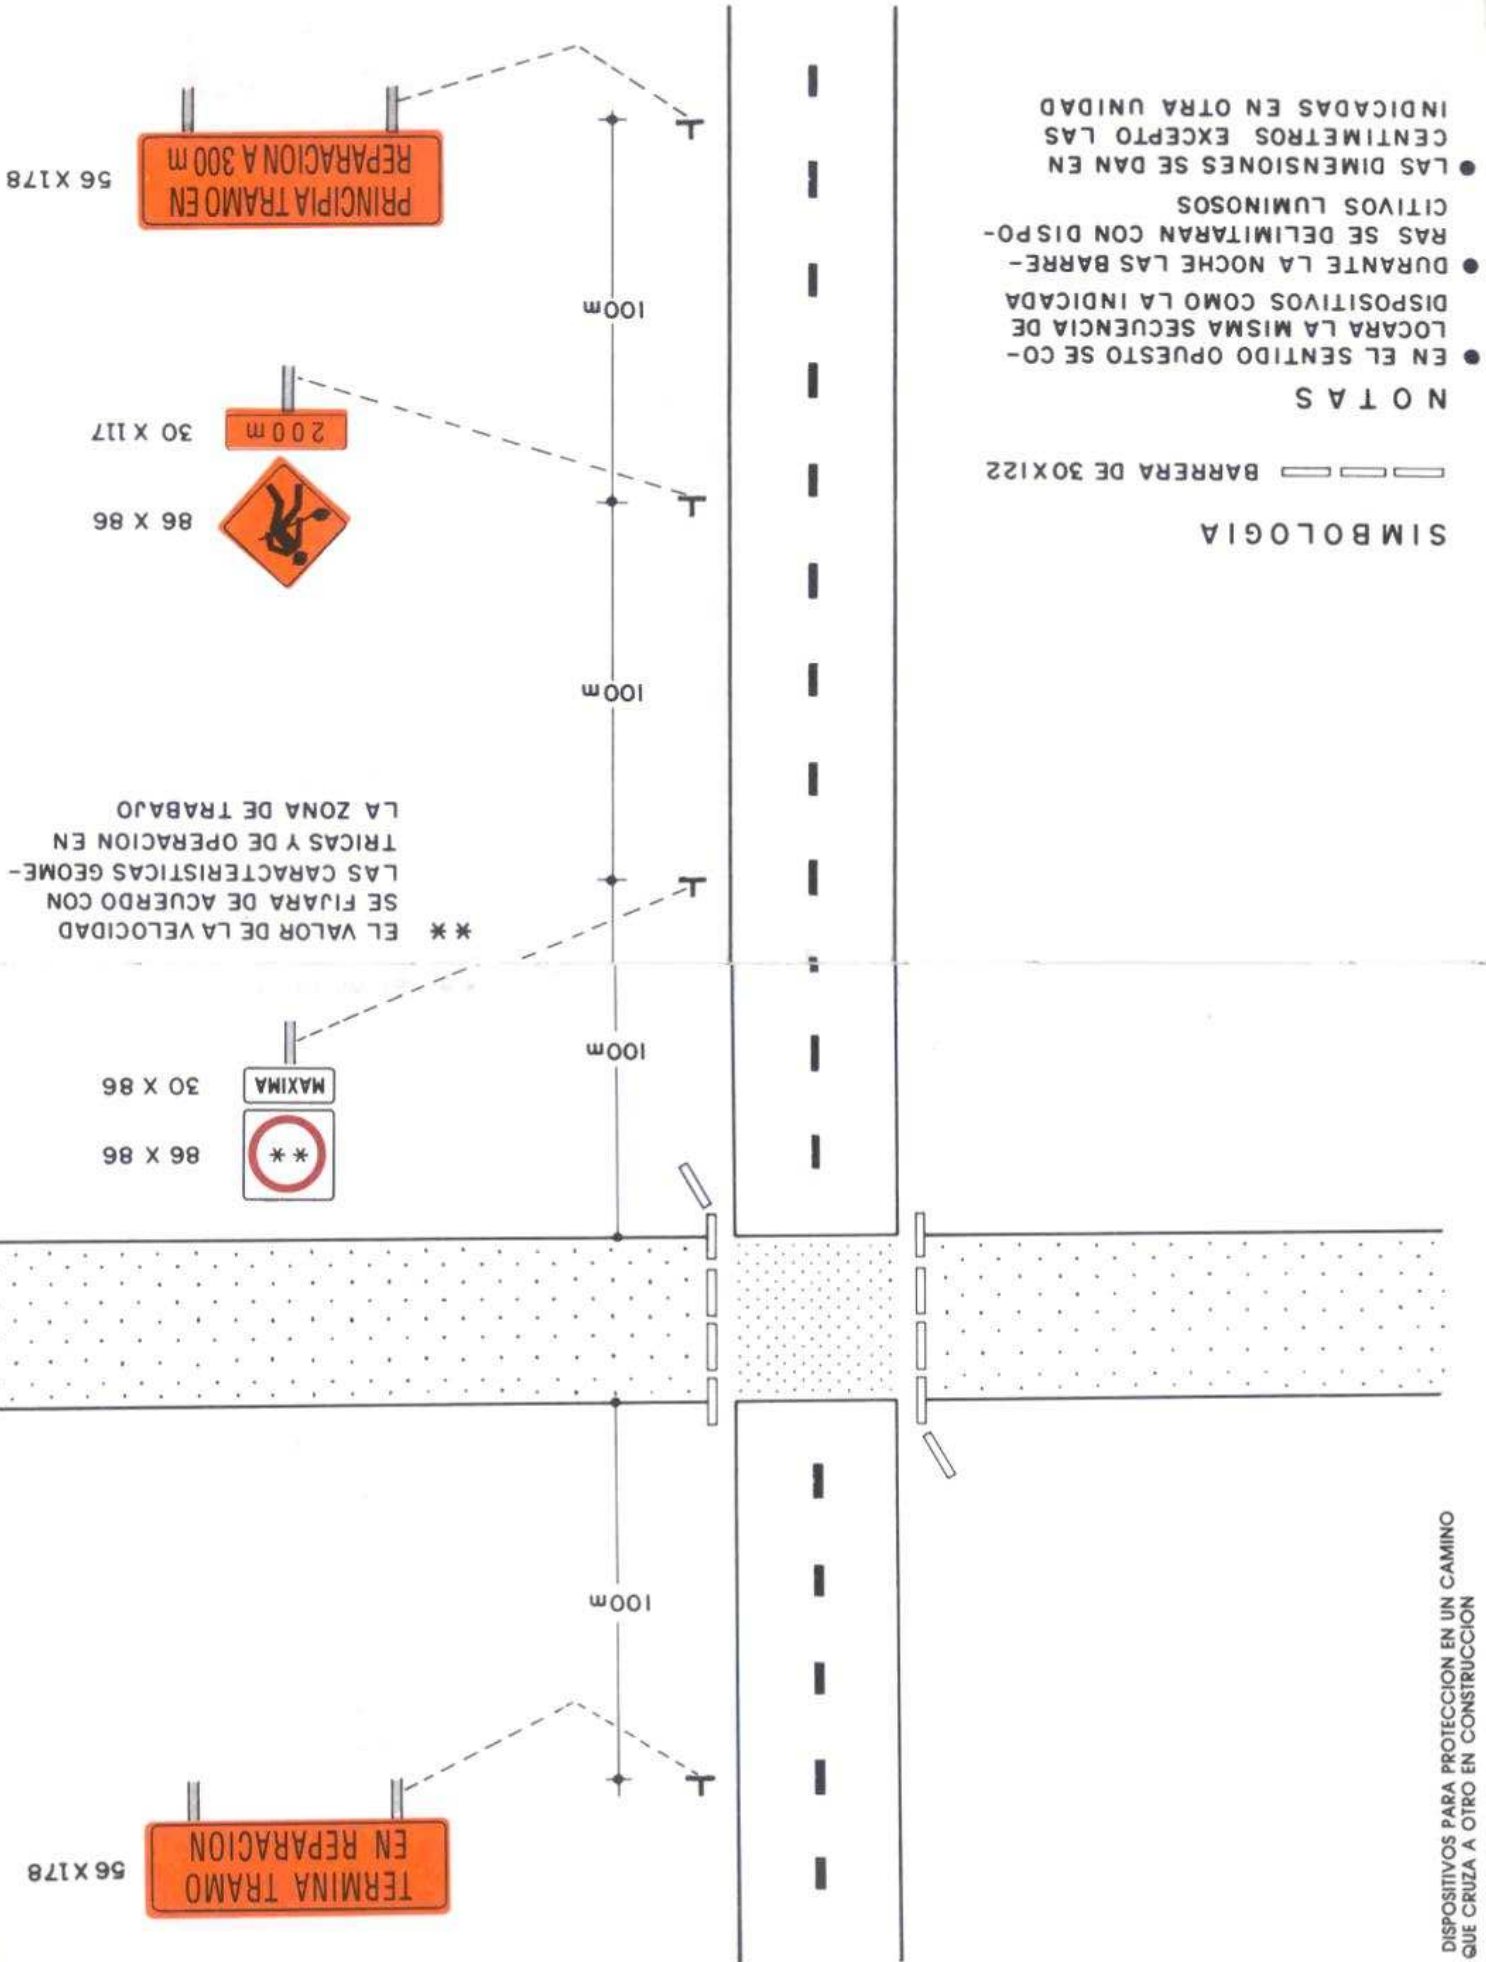 DISPOSITIVOS PARA PROTECCION EN UN CAMINO
QUE CRUZA A OTRO EN CONSTRUCCION
TERMINA TRAMO
EN REPARACION
56 X 178
100m
SIMBOLOGIA
BARRERA DE 30X122
NOTAS
● EN EL SENTIDO OPUESTO SE CO-
LOCARA LA MISMA SECUENCIA DE
DISPOSITIVOS COMO LA INDICADA
● DURANTE LA NOCHE LAS BARRE-
RAS SE DELIMITARAN CON DISPO-
CITIVOS LUMINOSOS
● LAS DIMENSIONES SE DAN EN
CENTIMETROS EXCEPTO LAS
INDICADAS EN OTRA UNIDAD
**
86 X 86
MAXIMA
30 X 86
100m
** EL VALOR DE LA VELOCIDAD
SE FIJARA DE ACUERDO CON
LAS CARACTERISTICAS GEOME-
TRICAS Y DE OPERACION EN
LA ZONA DE TRABAJO
100m
86 X 86
200m
30 X 117
100m
PRINCIPIA TRAMO EN
REPARACION A 300 m
56 X 178